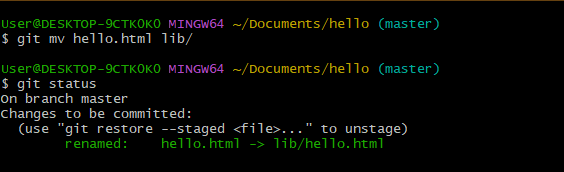 User@DESKTOP-9CTK0K0 MINGW64 ~/Documents/hello (master)
$ git mv hello.html lib/
User@DESKTOP-9CTK0K0 MINGW64 ~/Documents/hello (master)
$ git status
On branch master
Changes to be committed:
  (use "git restore --staged <file>..." to unstage)
        renamed:    hello.html -> lib/hello.html